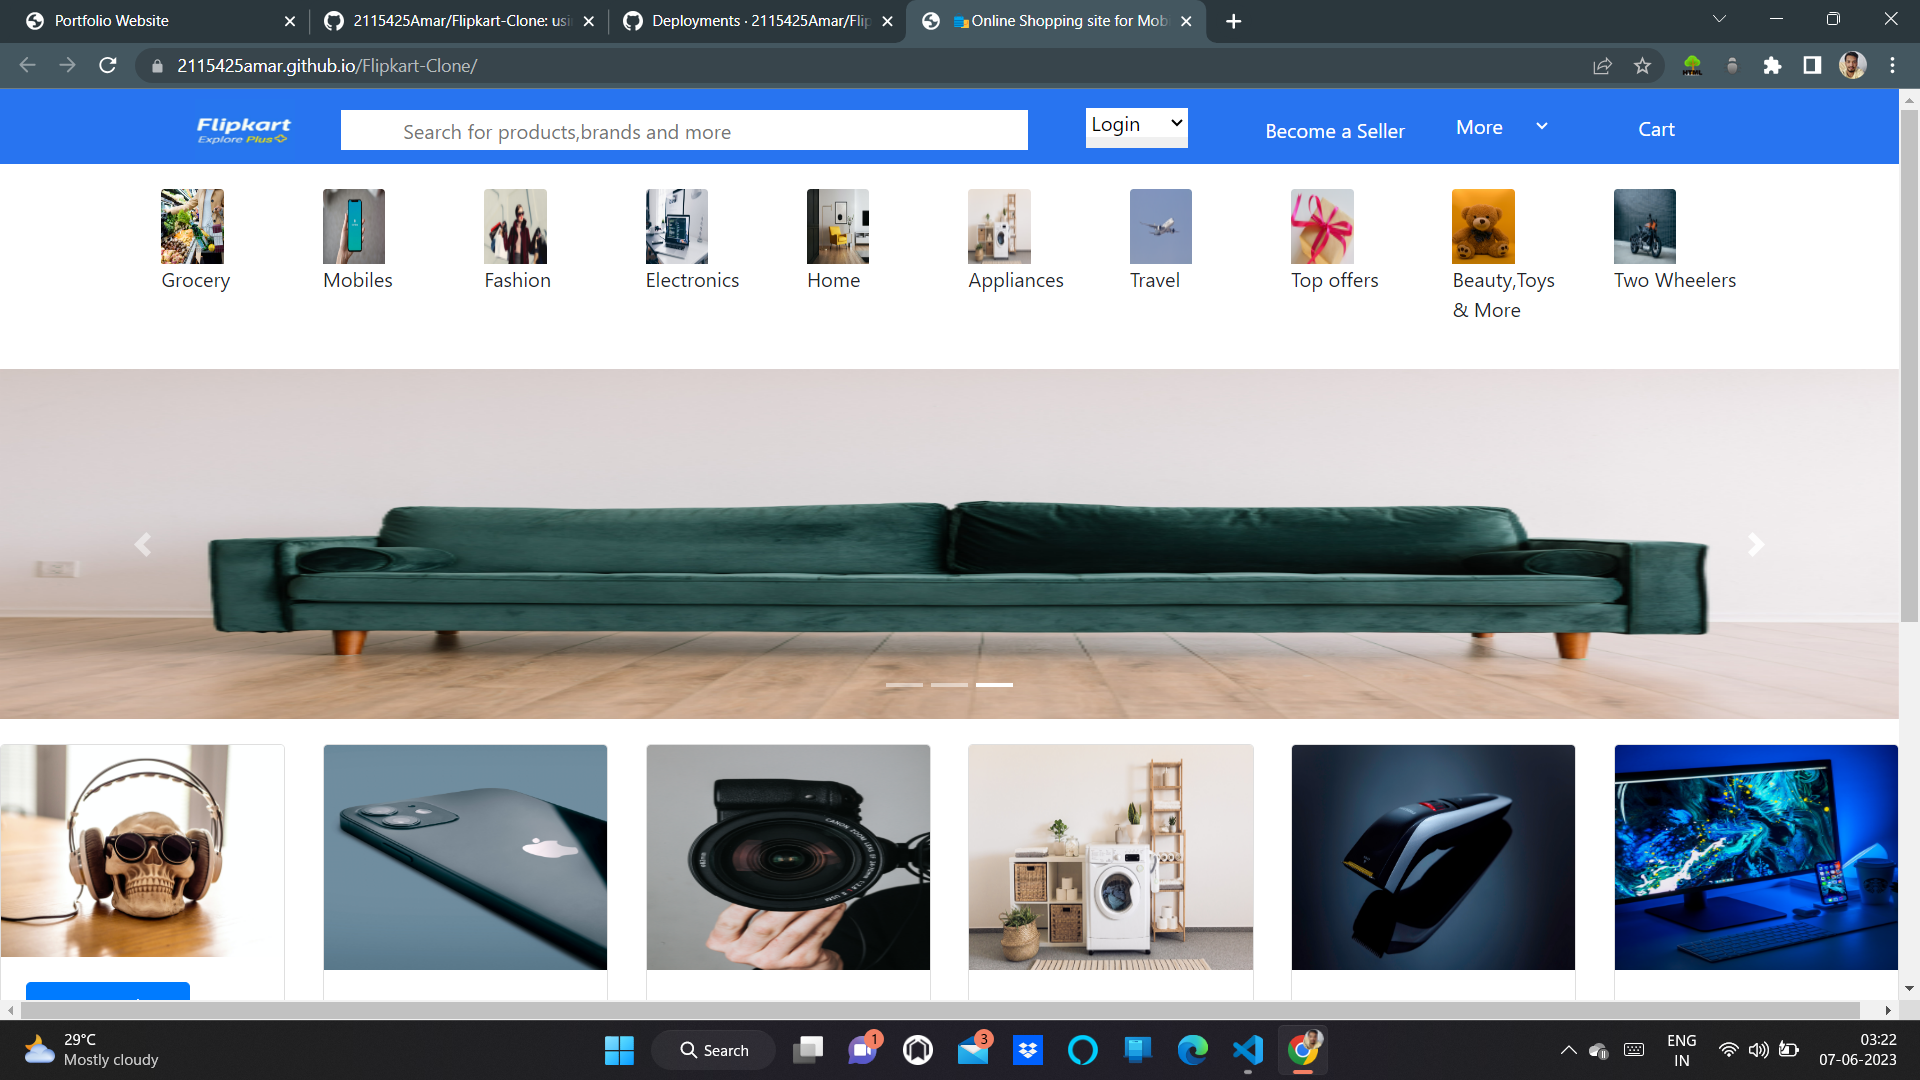 Portfolio Website
2115425Amar/Flipkart-Clone: usi
Deployments · 2115425Amar/Flip
Online Shopping site for Mob
2115425amar.github.io/Flipkart-Clone/
Flipkart
Explore Plus
Search for products,brands and more
Login
Become a Seller
More
Cart
Grocery
Mobiles
Fashion
Electronics
Home
Appliances
Travel
Top offers
Beauty,Toys
& More
Two Wheelers
29°C
Mostly cloudy
Search
1
3
ENG
IN
03:22
07-06-2023